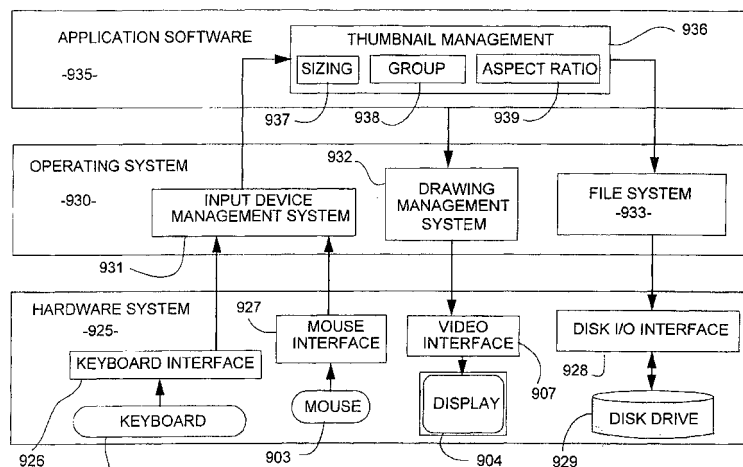 APPLICATION SOFTWARE
-935-
THUMBNAIL MANAGEMENT
936
SIZING
GROUP
ASPECT RATIO
937
938
939
OPERATING SYSTEM
-930-
932
INPUT DEVICE
MANAGEMENT SYSTEM
931
DRAWING
MANAGEMENT
SYSTEM
FILE SYSTEM
-933-
HARDWARE SYSTEM
-925-
927
MOUSE
INTERFACE
VIDEO
INTERFACE
DISK I/O INTERFACE
KEYBOARD INTERFACE
907
928
KEYBOARD
MOUSE
DISPLAY
DISK DRIVE
926
903
904
929